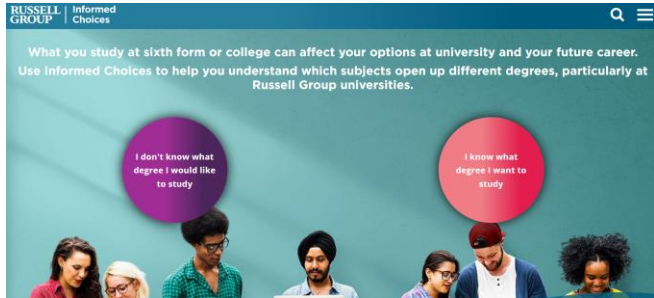 RUSSELL GROUP
Informed Choices
What you study at sixth form or college can affect your options at university and your future career.
Use Informed Choices to help you understand which subjects open up different degrees, particularly at
Russell Group universities.
I don't know what
degree I would like
to study
I know what
degree I want to
study